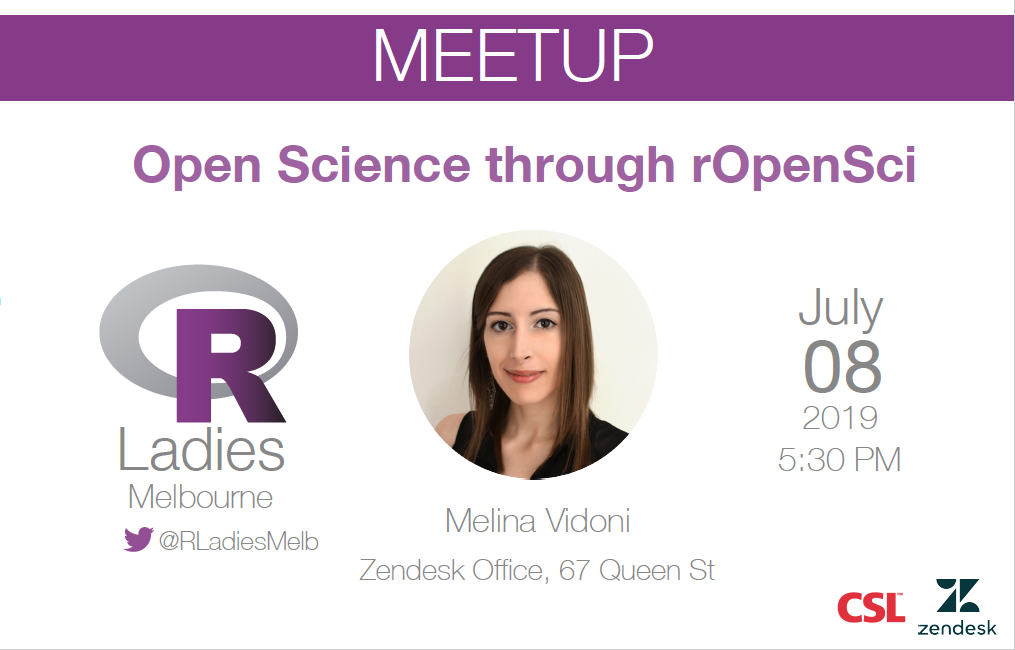 MEETUP
Open Science through rOpenSci
R
Ladies
Melbourne
@RLadiesMelb
Melina Vidoni
Zendesk Office, 67 Queen St
July
08
2019
5:30 PM
CSL™
zendesk